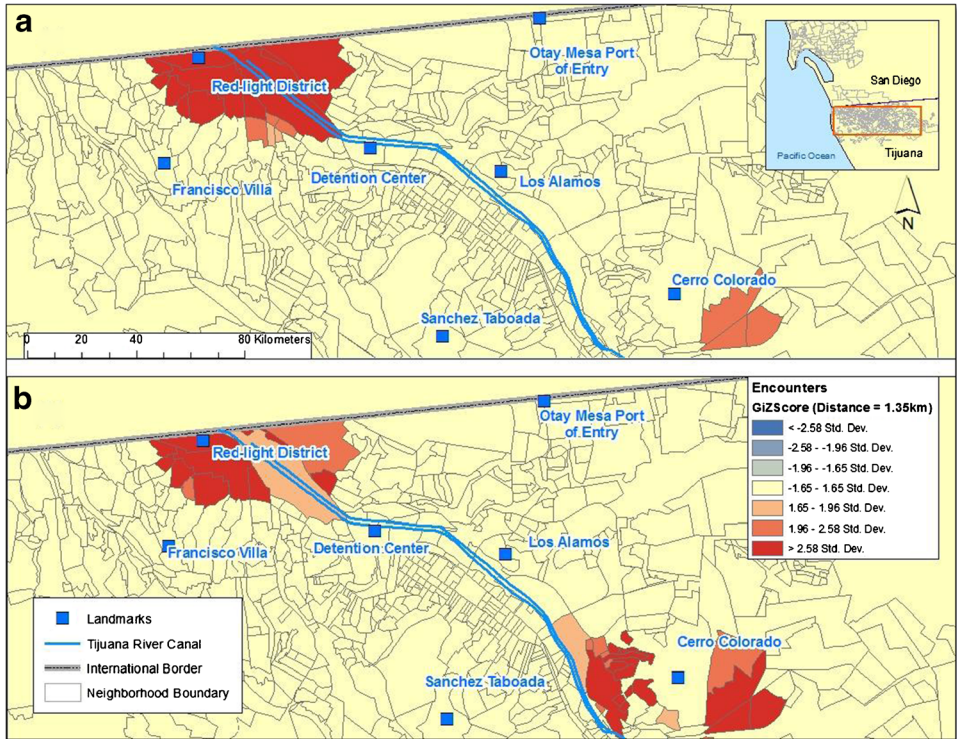 a
Otay Mesa Port
of Entry
San Diego
Red-light District
Pacific Ocean
Tijuana
Detention Center
Los Alamos
Francisco Villa
N
Cerro Colorado
Sanchez Taboada
0 20 40 80 Kilometers
b
Encounters
GiZScore (Distance = 1.35km)
< -2.58 Std. Dev.
-2.58 - -1.96 Std. Dev.
-1.96 - -1.65 Std. Dev.
-1.65 - 1.65 Std. Dev.
1.65 - 1.96 Std. Dev.
1.96 - 2.58 Std. Dev.
> 2.58 Std. Dev.
Otay Mesa Port
of Entry
Red-light District
Los Alamos
Francisco Villa
Detention Center
Landmarks
Tijuana River Canal
International Border
Neighborhood Boundary
Cerro Colorado
Sanchez Taboada